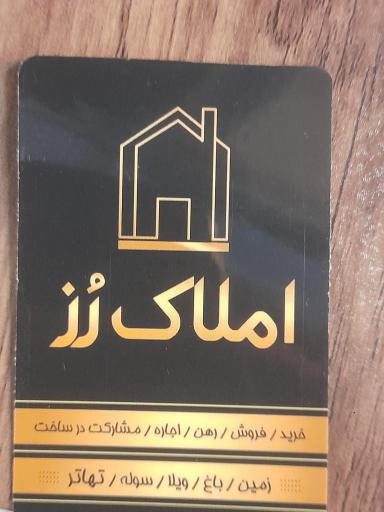 املاک رُز
خرید / فروش / رهن / اجاره / مشارکت در ساخت
زمین / باغ / ویلا / سوله / تهاتر